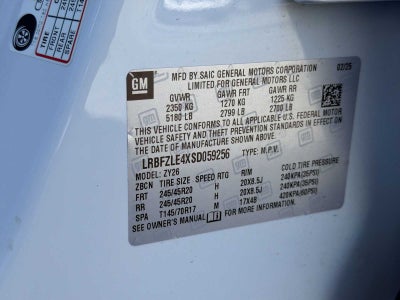 GM
MFD BY SAIC GENERAL MOTORS CORPORATION 02/25
LIMITED FOR GENERAL MOTORS LLC
GVWR GAWR FRT GAWR RR
2350 KG 1270 KG 1225 KG
5180 LB 2799 LB 2700 LB
THIS VEHICLE CONFORMS TO ALL APPLICABLE U.S. FEDERAL MOTOR
VEHICLE SAFETY AND THEFT PREVENTION STANDARDS IN EFFECT ON
THE DATE OF MANUFACTURE SHOWN ABOVE.
LRBFZLE4XSD059256 TYPE: M.P.V.
MODEL: ZY26
ZBCN TIRE SIZE SPEED RTG RIM COLD TIRE PRESSURE
FRT 245/45R20 20X8.5J 240KPA(35PSI)
RR 245/45R20 20X8.5J 240KPA(35PSI)
SPA T145/70R17 M 17X4B 420KPA(60PSI)
SEE OWNER'S MANUAL FOR ADDITIONAL INFORMATION.